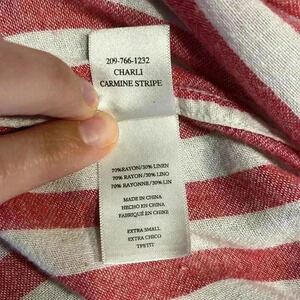 209-766-1232
CHARLI
CARMINE STRIPE
70%RAYON/30% LINEN
70% RAYON/30% LINO
70% RAYONNE/30% LIN
MADE IN CHINA
HECHO EN CHINA
FABRIQUÉ EN CHINE
EXTRA SMALL
EXTRA CHICO
TPETIT